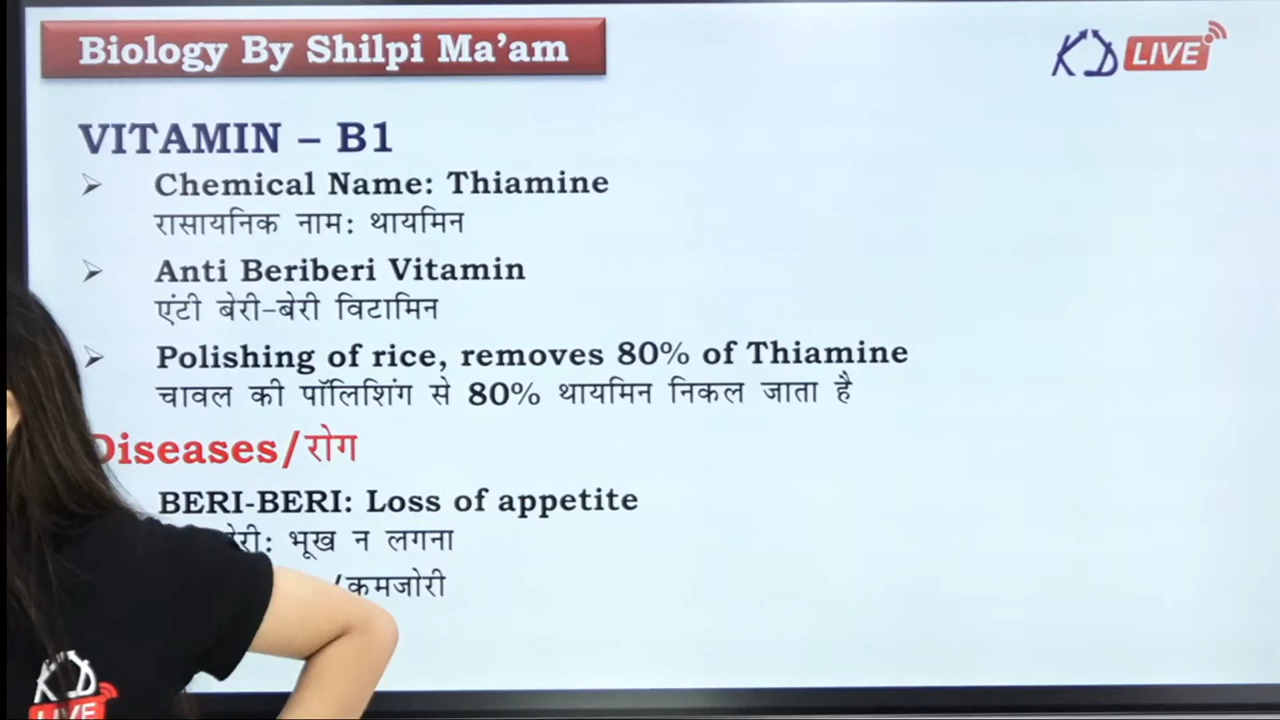 Biology By Shilpi Ma’am
KD LIVE
VITAMIN – B1
➢ Chemical Name: Thiamine
रासायनिक नाम: थायमिन
➢ Anti Beriberi Vitamin
एंटी बेरी-बेरी विटामिन
➢ Polishing of rice, removes 80% of Thiamine
चावल की पॉलिशिंग से 80% थायमिन निकल जाता है
Diseases/रोग
BERI-BERI: Loss of appetite
भूख न लगना
/कमजोरी
KD
LIVE